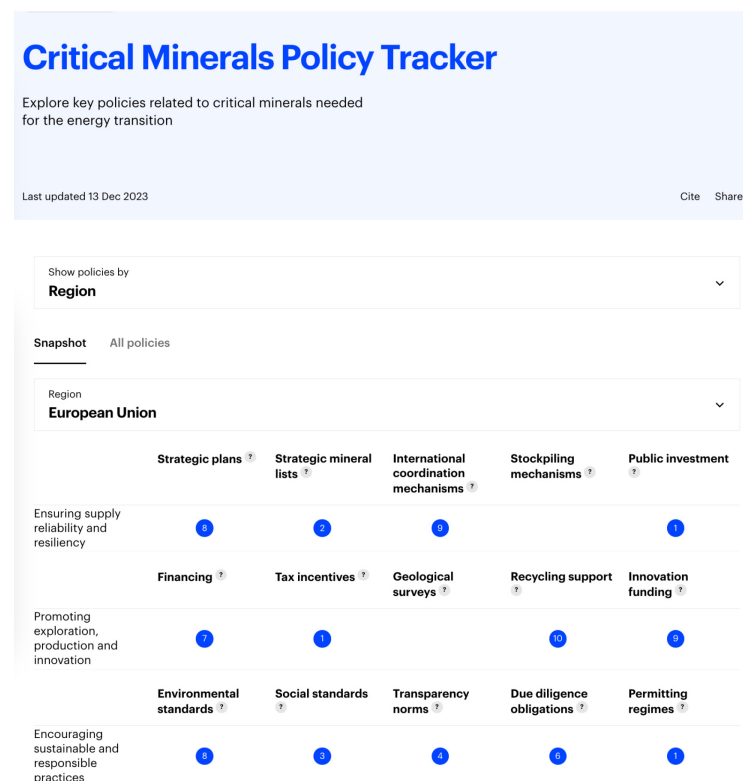 Critical Minerals Policy Tracker
Explore key policies related to critical minerals needed
for the energy transition
Last updated 13 Dec 2023
Cite Share
Show policies by
Region
Snapshot All policies
Region
European Union
Strategic plans ? Strategic mineral lists ? International coordination mechanisms ? Stockpiling mechanisms ? Public investment ?
Ensuring supply
reliability and
resiliency
8 2 9 1
Financing ? Tax incentives ? Geological surveys ? Recycling support ? Innovation funding ?
Promoting
exploration,
production and
innovation
7 1 10 9
Environmental standards ? Social standards ? Transparency norms ? Due diligence obligations ? Permitting regimes ?
Encouraging
sustainable and
responsible
practices
8 3 4 6 1